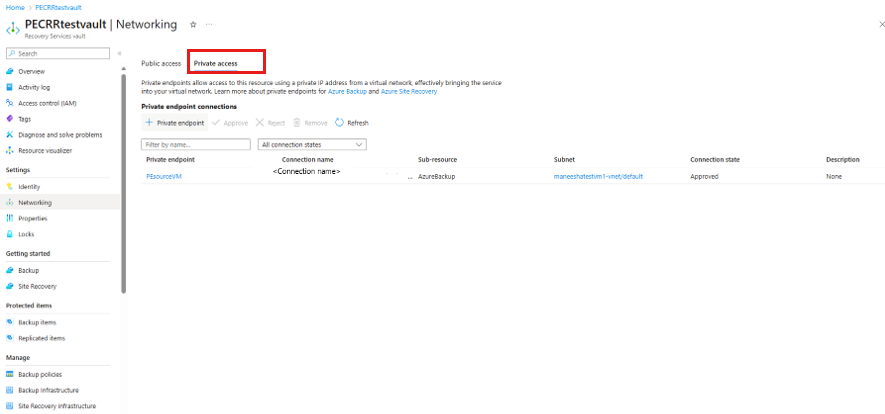 Home > PECRRtestvault >
PECRRtestvault | Networking
Recovery Services vault
Search
Overview
Activity log
Access control (IAM)
Tags
Diagnose and solve problems
Resource visualizer
Settings
Identity
Networking
Properties
Locks
Getting started
Backup
Site Recovery
Protected items
Backup items
Replicated items
Manage
Backup policies
Backup Infrastructure
Site Recovery infrastructure
Public access Private access
Private endpoints allow access to this resource using a private IP address from a virtual network, effectively bringing the service
into your virtual network. Learn more about private endpoints for Azure Backup and Azure Site Recovery
Private endpoint connections
Private endpoint Approve Reject Remove Refresh
Filter by name... All connection states
Private endpoint Connection name Sub-resource Subnet Connection state Description
PEsourceVM <Connection name> ... AzureBackup maneeshatestvm1-vnet/default Approved None